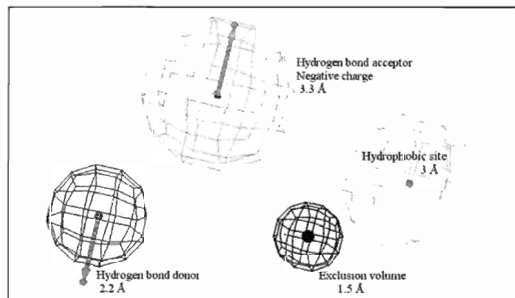 Hydrogen bond acceptor
Negative charge
3.3 Å
Hydrophobic site
3 Å
Hydrogen bond donor
2.2 Å
Exclusion volume
1.5 Å